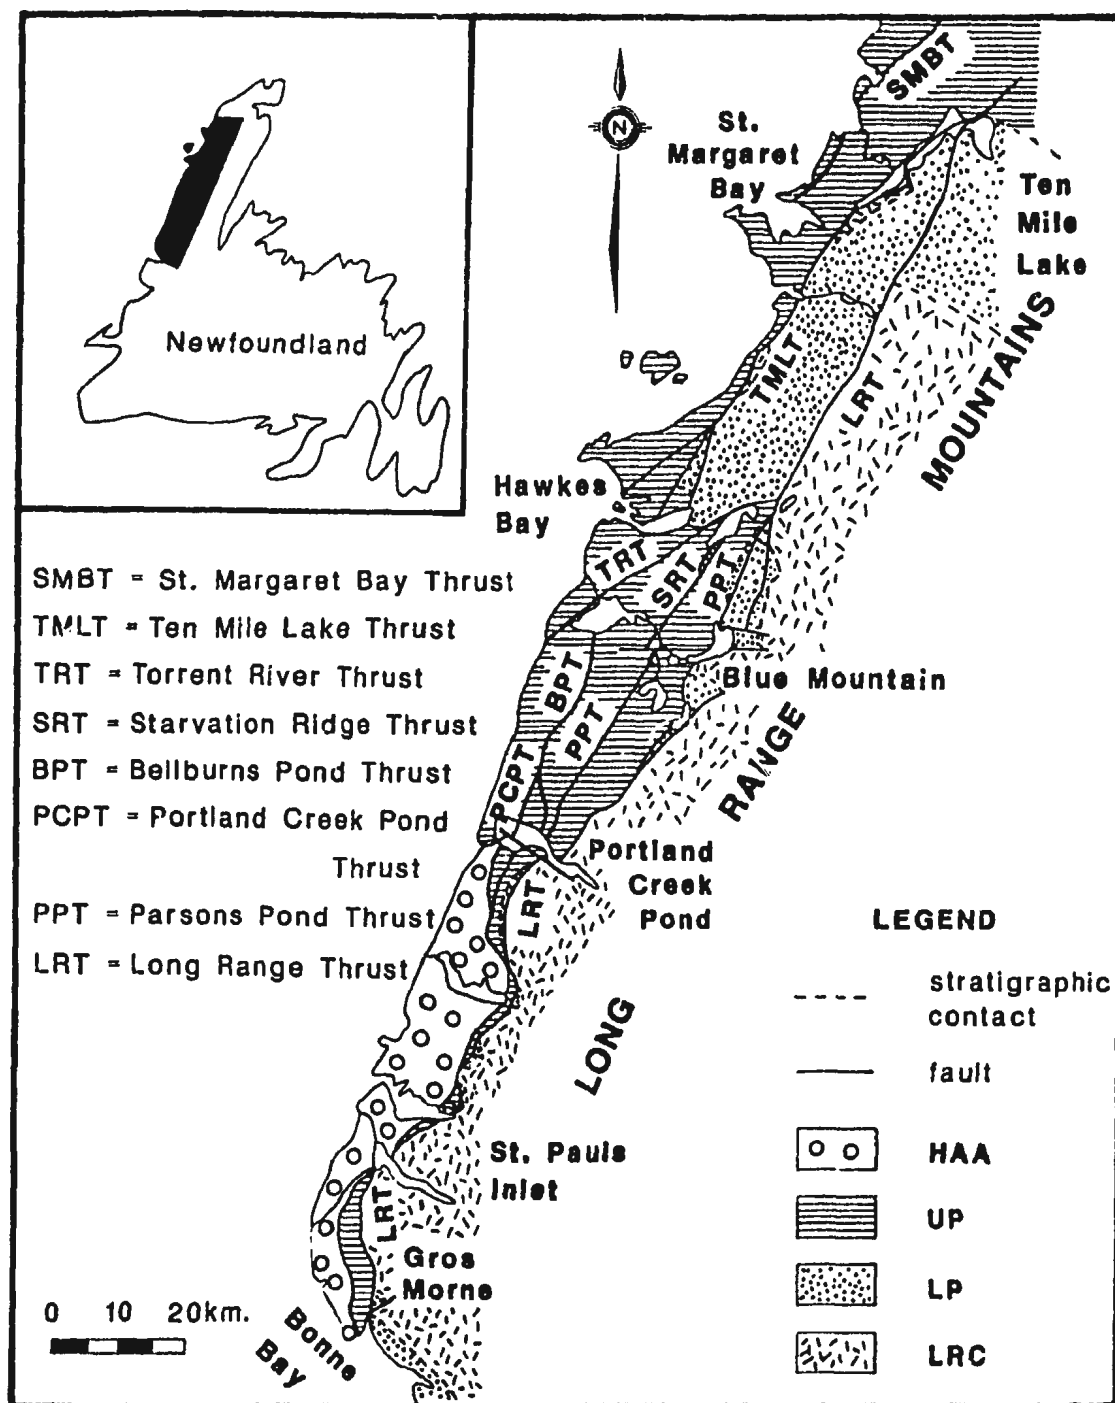 Newfoundland
N
SMBT
St.
Margaret
Bay
Ten
Mile
Lake
TMLT
LRT
MOUNTAINS
Hawkes
Bay
TRT
SRT
PPT
SMBT = St. Margaret Bay Thrust
TMLT = Ten Mile Lake Thrust
TRT = Torrent River Thrust
SRT = Starvation Ridge Thrust
BPT = Bellburns Pond Thrust
PCPT = Portland Creek Pond
Thrust
PPT = Parsons Pond Thrust
LRT = Long Range Thrust
BPT
PPT
PCPT
Blue Mountain
RANGE
Portland
Creek
Pond
LRT
LONG
St. Pauls
Inlet
LRT
Gros
Morne
Bonne
Bay
0 10 20km.
LEGEND
stratigraphic
contact
fault
HAA
UP
LP
LRC